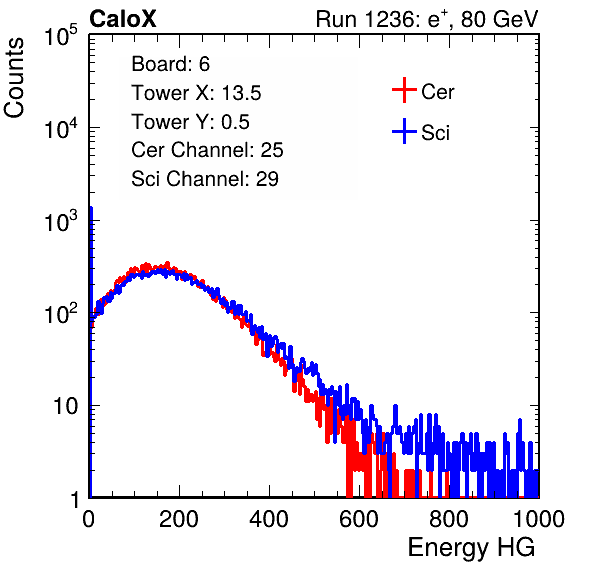 CaloX Run 1236: e⁺, 80 GeV
Counts
Board: 6
Tower X: 13.5
Tower Y: 0.5
Cer Channel: 25
Sci Channel: 29
Cer
Sci
10⁵
10⁴
10³
10²
10
1
0 200 400 600 800 1000
Energy HG